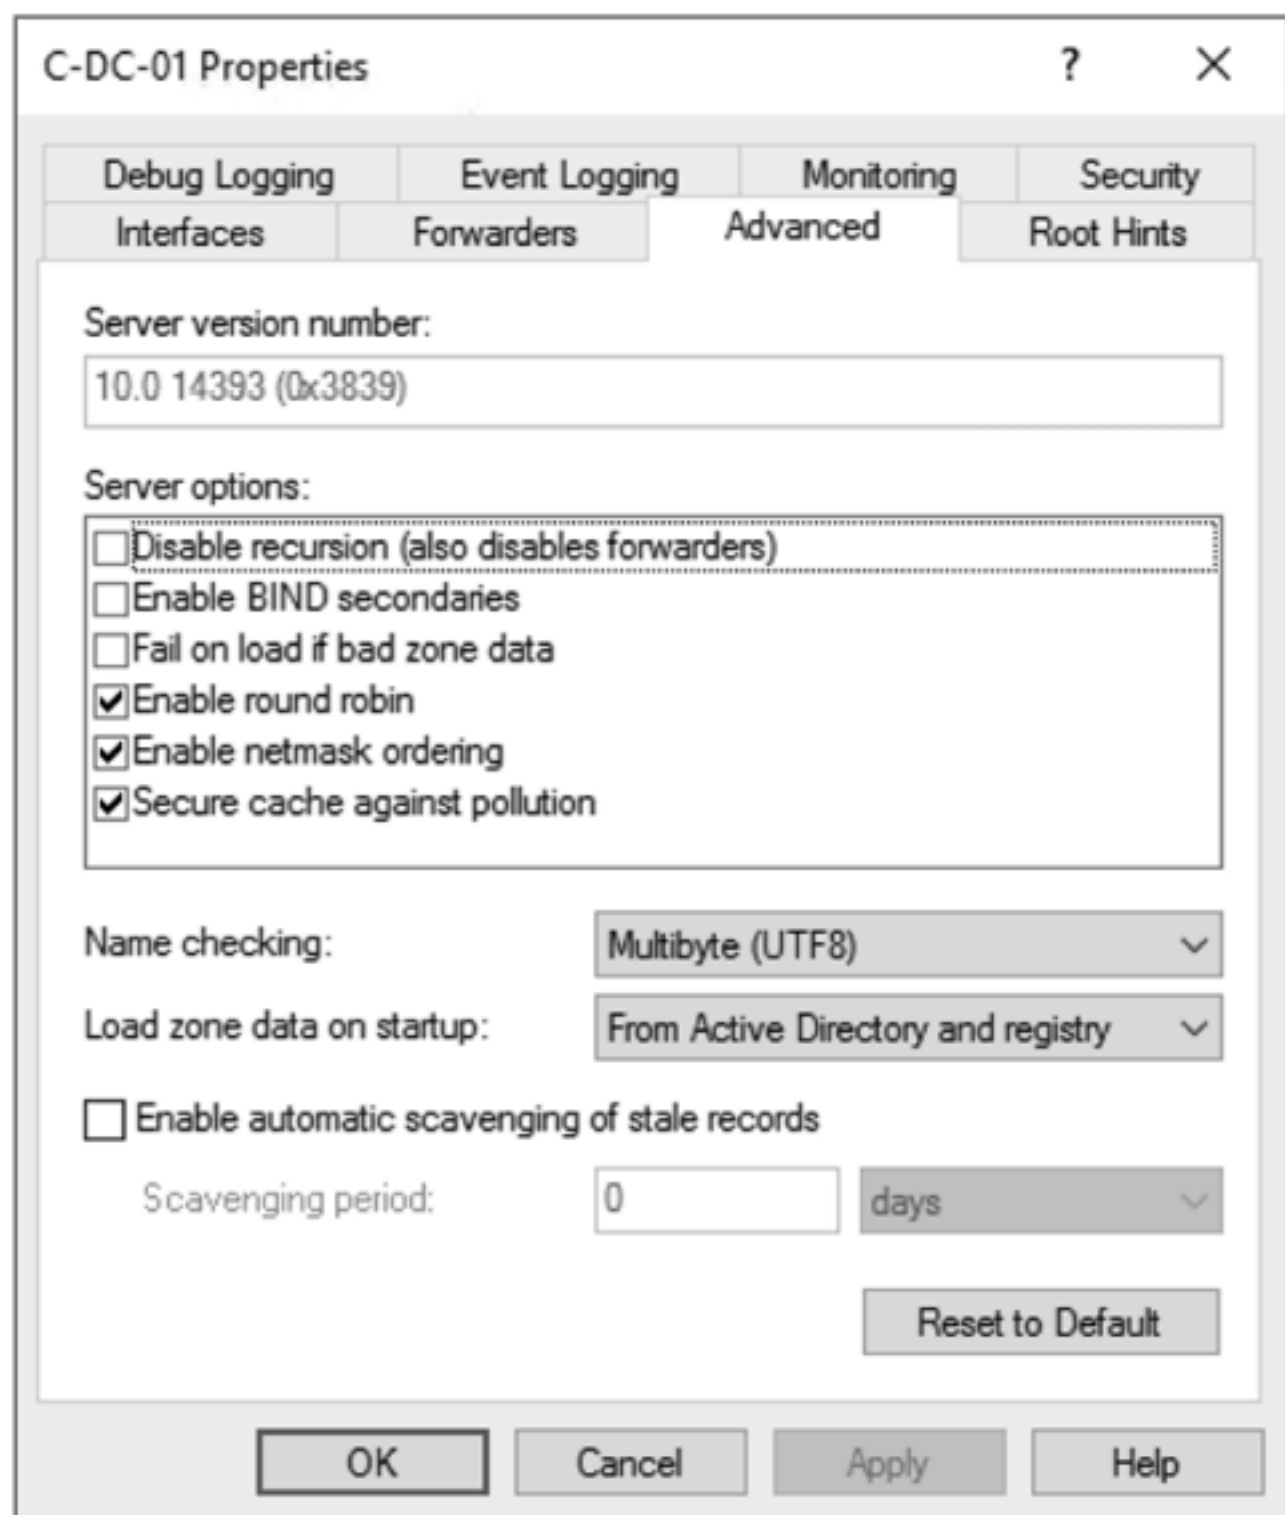 C-DC-01 Properties ? ✕
Debug Logging Event Logging Monitoring Security
Interfaces Forwarders Advanced Root Hints
Server version number:
10.0 14393 (0x3839)
Server options:
Disable recursion (also disables forwarders)
Enable BIND secondaries
Fail on load if bad zone data
Enable round robin
Enable netmask ordering
Secure cache against pollution
Name checking: Multibyte (UTF8)
Load zone data on startup: From Active Directory and registry
Enable automatic scavenging of stale records
Scavenging period: 0 days
Reset to Default
OK Cancel Apply Help